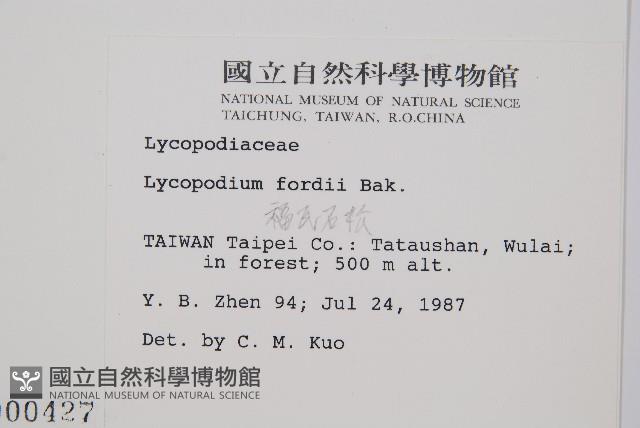 國立自然科學博物館
NATIONAL MUSEUM OF NATURAL SCIENCE
TAICHUNG, TAIWAN, R.O.CHINA
Lycopodiaceae
Lycopodium fordii Bak.
福氏石松
TAIWAN Taipei Co.: Tataushan, Wulai;
in forest; 500 m alt.
Y. B. Zhen 94; Jul 24, 1987
Det. by C. M. Kuo
國立自然科學博物館
NATIONAL MUSEUM OF NATURAL SCIENCE
00427